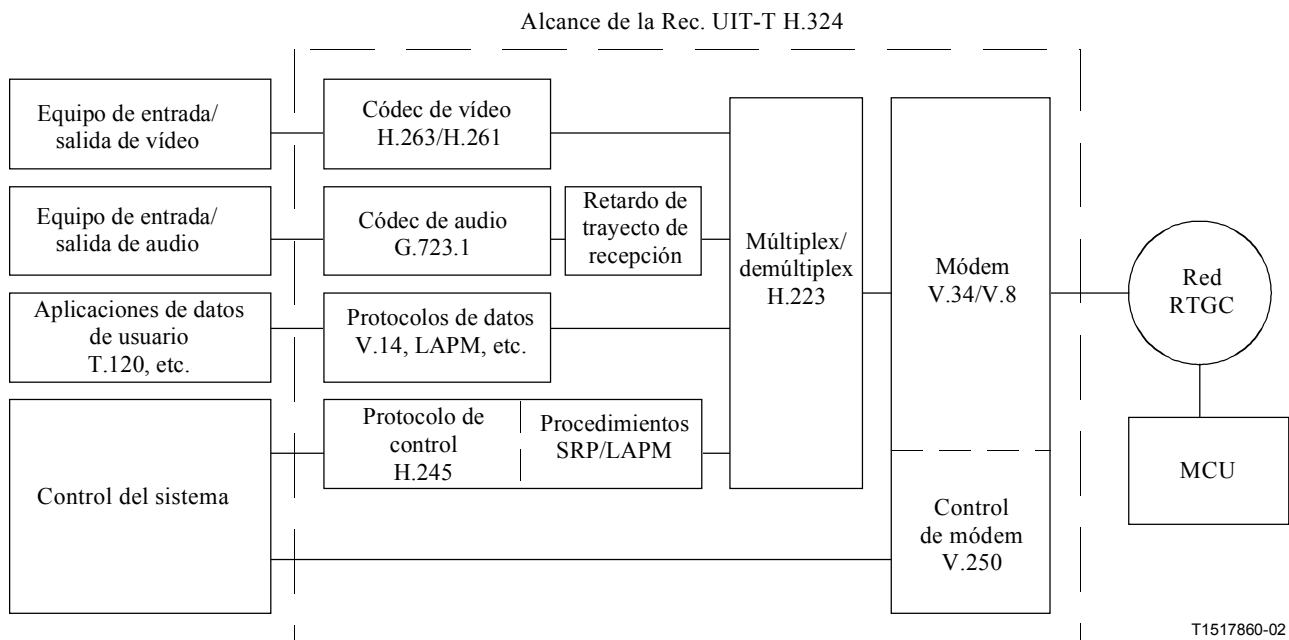 Alcance de la Rec. UIT-T H.324
Equipo de entrada/
salida de vídeo
Códec de vídeo
H.263/H.261
Equipo de entrada/
salida de audio
Códec de audio
G.723.1
Retardo de
trayecto de
recepción
Aplicaciones de datos
de usuario
T.120, etc.
Protocolos de datos
V.14, LAPM, etc.
Control del sistema
Protocolo de
control
H.245
Procedimientos
SRP/LAPM
Múltiplex/
demúltiplex
H.223
Módem
V.34/V.8
Control
de módem
V.250
Red
RTGC
MCU
T1517860-02